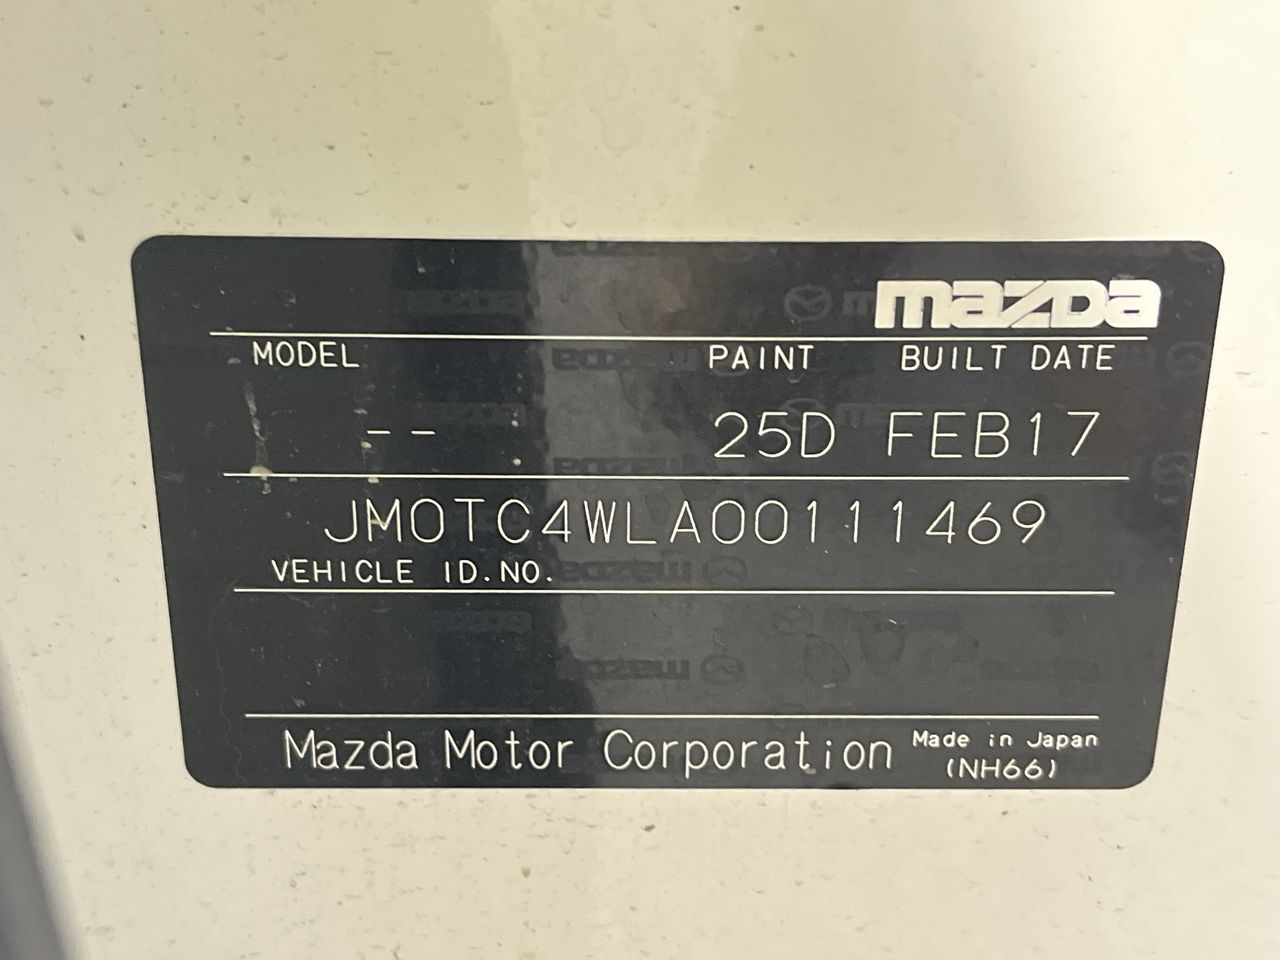 mazda
MODEL PAINT BUILT DATE
-- 25D FEB17
JM0TC4WLA00111469
VEHICLE ID.NO.
Mazda Motor Corporation Made in Japan
(NH66)